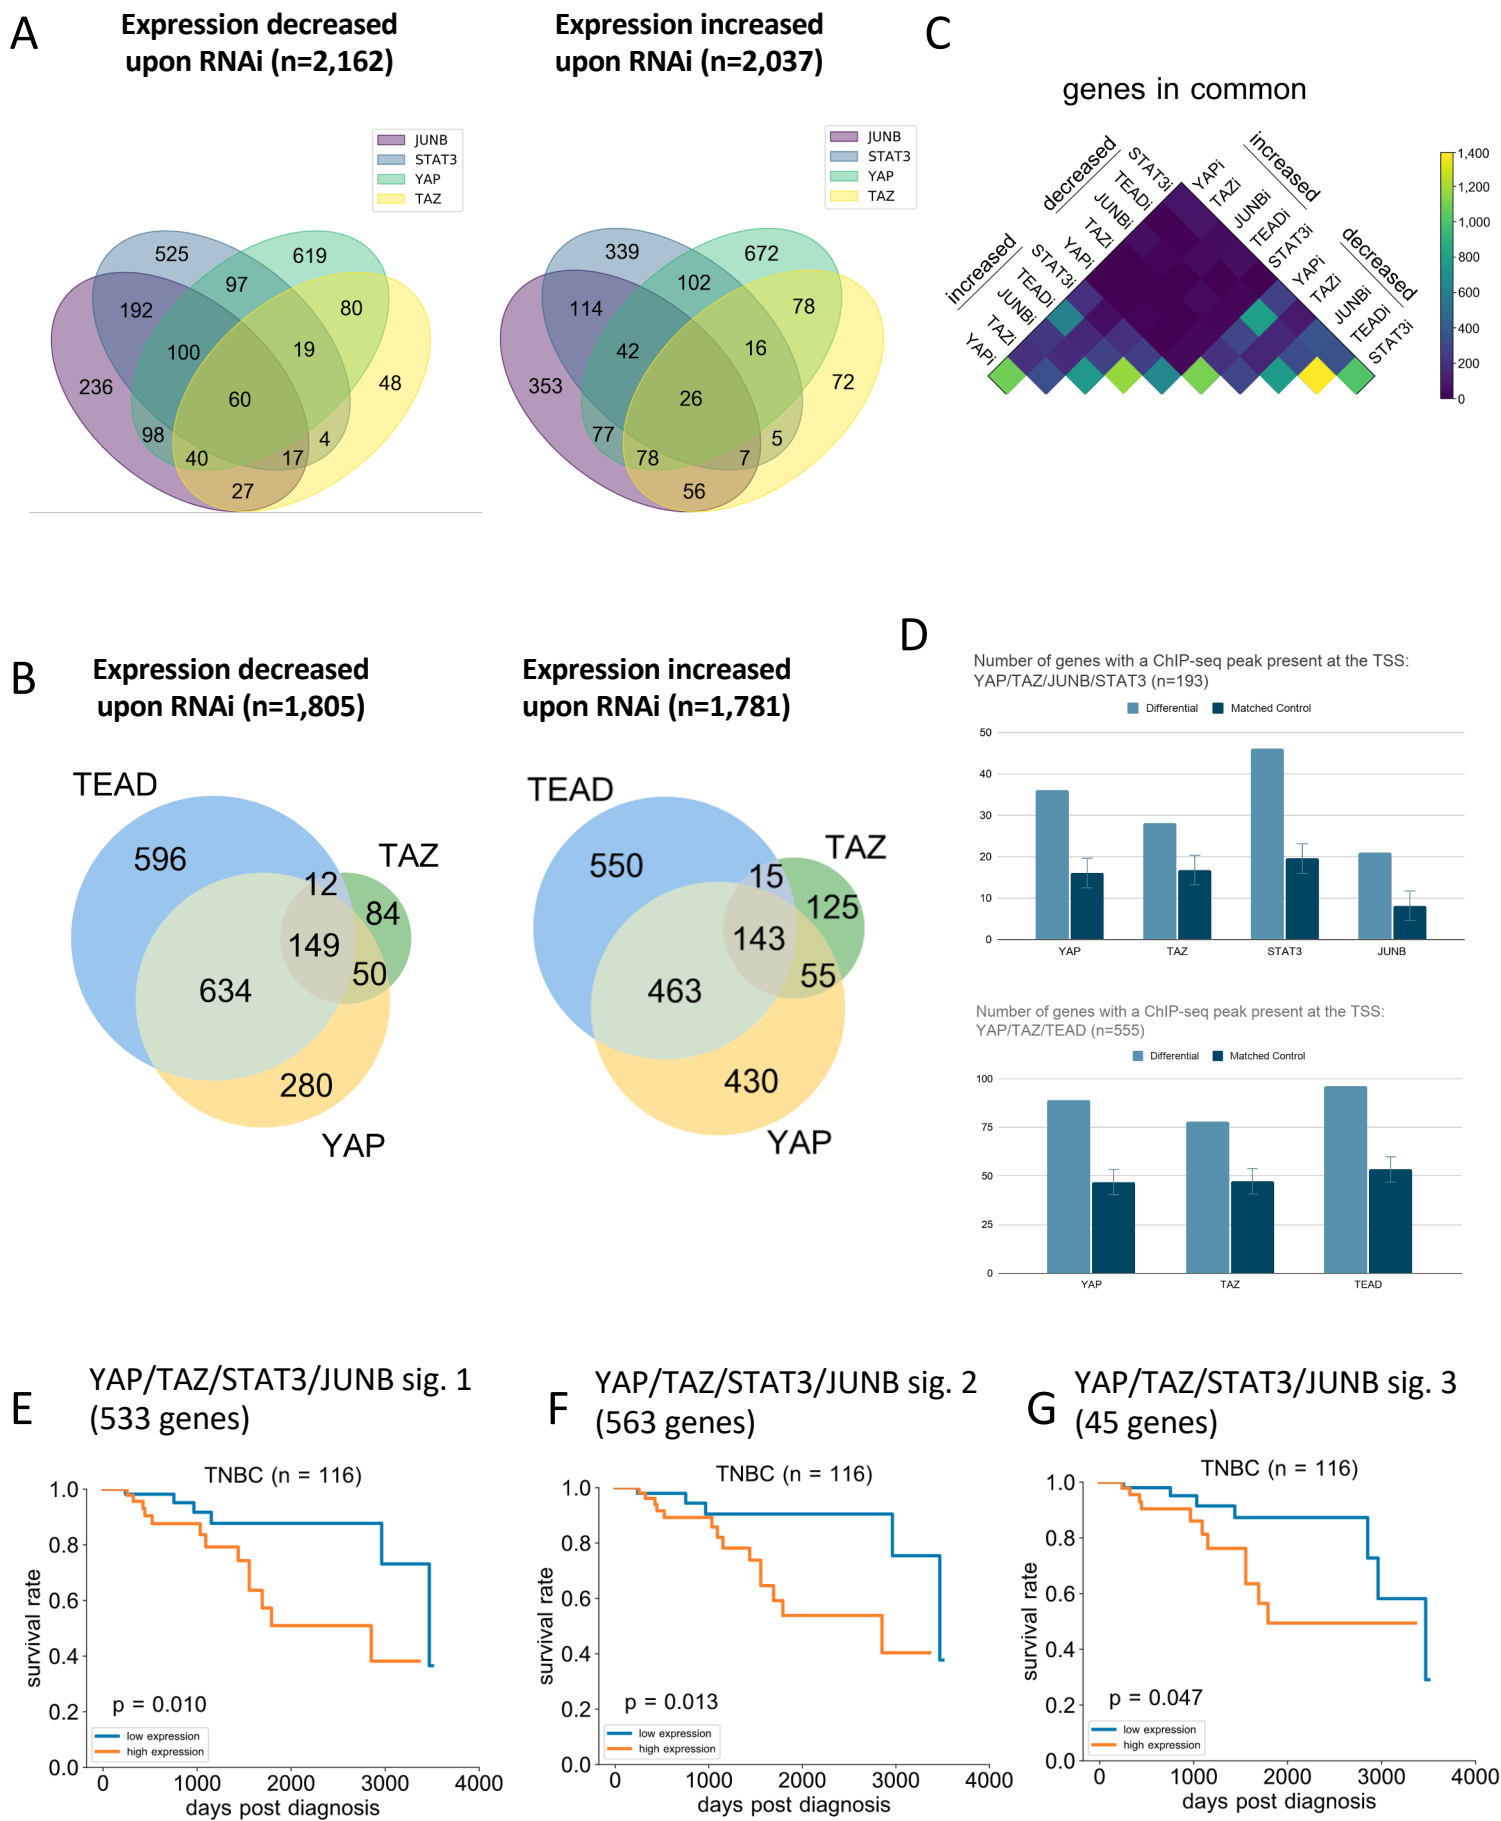 A
Expression decreased
upon RNAi (n=2,162)
JUNB
STAT3
YAP
TAZ
525
619
97
192
80
100
19
236
48
60
98
4
40
17
27
Expression increased
upon RNAi (n=2,037)
JUNB
STAT3
YAP
TAZ
339
672
102
114
78
42
16
353
72
26
77
5
78
7
56
C
genes in common
increased
decreased
YAPi
TAZi
JUNBi
TEADi
STAT3i
YAPi
TAZi
JUNBi
TEADi
STAT3i
increased
decreased
YAPi
TAZi
JUNBi
TEADi
STAT3i
YAPi
TAZi
JUNBi
TEADi
STAT3i
1,400
1,200
1,000
800
600
400
200
0
B
Expression decreased
upon RNAi (n=1,805)
TEAD
TAZ
YAP
596
12
84
149
50
634
280
Expression increased
upon RNAi (n=1,781)
TEAD
TAZ
YAP
550
15
125
143
55
463
430
D
Number of genes with a ChIP-seq peak present at the TSS:
YAP/TAZ/JUNB/STAT3 (n=193)
Differential Matched Control
50
40
30
20
10
0
YAP TAZ STAT3 JUNB
Number of genes with a ChIP-seq peak present at the TSS:
YAP/TAZ/TEAD (n=555)
Differential Matched Control
100
75
50
25
0
YAP TAZ TEAD
E
YAP/TAZ/STAT3/JUNB sig. 1
(533 genes)
TNBC (n = 116)
survival rate
1.0
0.8
0.6
0.4
0.2
0.0
p = 0.010
low expression
high expression
0 1000 2000 3000 4000
days post diagnosis
F
YAP/TAZ/STAT3/JUNB sig. 2
(563 genes)
TNBC (n = 116)
survival rate
1.0
0.8
0.6
0.4
0.2
0.0
p = 0.013
low expression
high expression
0 1000 2000 3000 4000
days post diagnosis
G
YAP/TAZ/STAT3/JUNB sig. 3
(45 genes)
TNBC (n = 116)
survival rate
1.0
0.8
0.6
0.4
0.2
0.0
p = 0.047
low expression
high expression
0 1000 2000 3000 4000
days post diagnosis